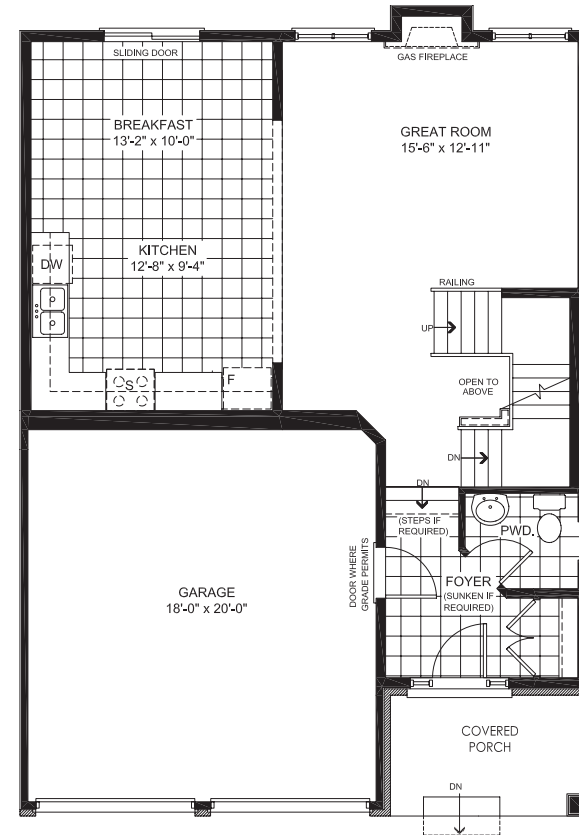 SLIDING DOOR
GAS FIREPLACE
BREAKFAST
13'-2" x 10'-0"
GREAT ROOM
15'-6" x 12'-11"
KITCHEN
12'-8" x 9'-4"
DW
RAILING
UP
S
F
OPEN TO
ABOVE
DN
DN
(STEPS IF
REQUIRED)
PWD.
DOOR WHERE
GRADE PERMITS
FOYER
(SUNKEN IF
REQUIRED)
GARAGE
18'-0" x 20'-0"
COVERED
PORCH
DN